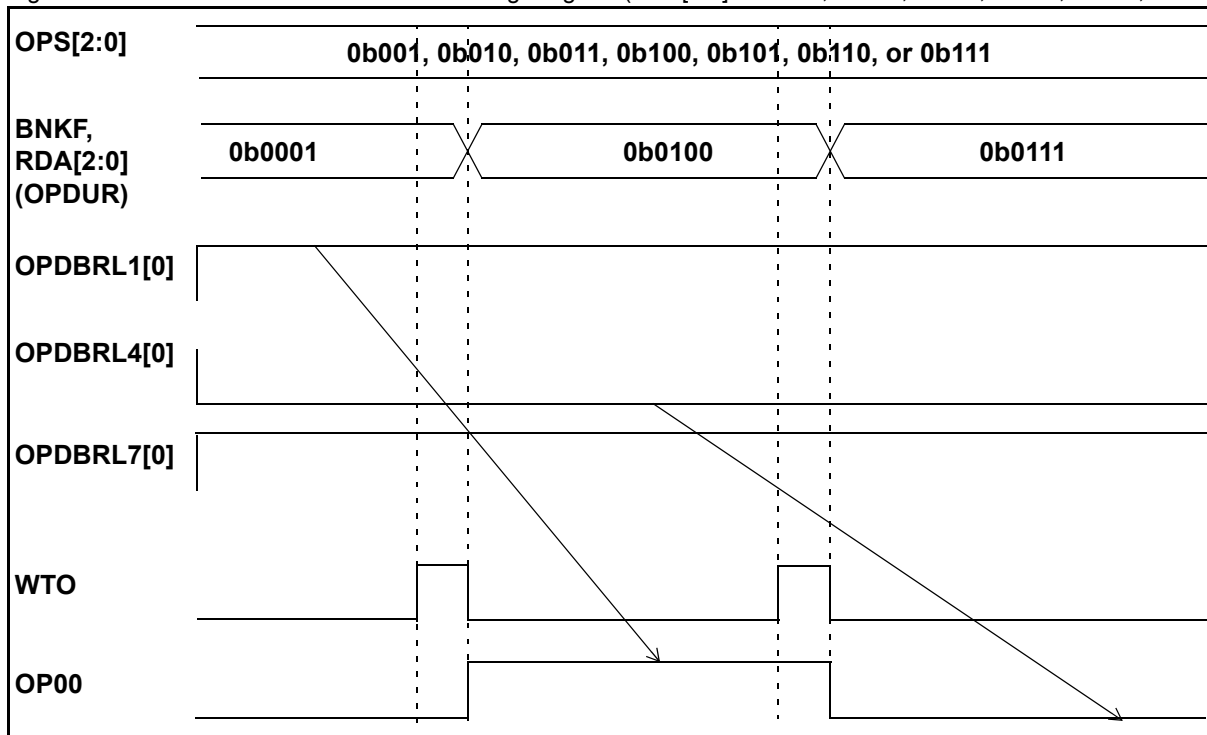 OPS[2:0]
0b001, 0b010, 0b011, 0b100, 0b101, 0b110, or 0b111
BNKF,
RDA[2:0]
(OPDUR)
0b0001 0b0100 0b0111
OPDBRL1[0]
OPDBRL4[0]
OPDBRL7[0]
WTO
OP00